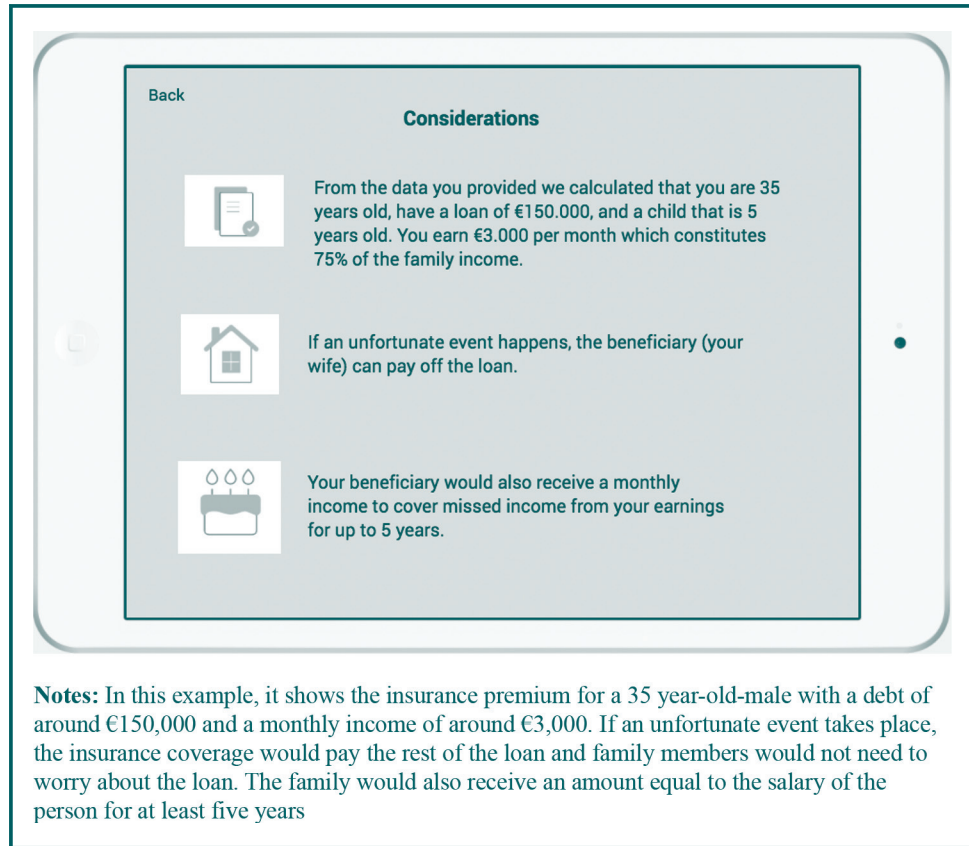 Back
Considerations
From the data you provided we calculated that you are 35
years old, have a loan of €150.000, and a child that is 5
years old. You earn €3.000 per month which constitutes
75% of the family income.
If an unfortunate event happens, the beneficiary (your
wife) can pay off the loan.
Your beneficiary would also receive a monthly
income to cover missed income from your earnings
for up to 5 years.
Notes: In this example, it shows the insurance premium for a 35 year-old-male with a debt of
around €150,000 and a monthly income of around €3,000. If an unfortunate event takes place,
the insurance coverage would pay the rest of the loan and family members would not need to
worry about the loan. The family would also receive an amount equal to the salary of the
person for at least five years